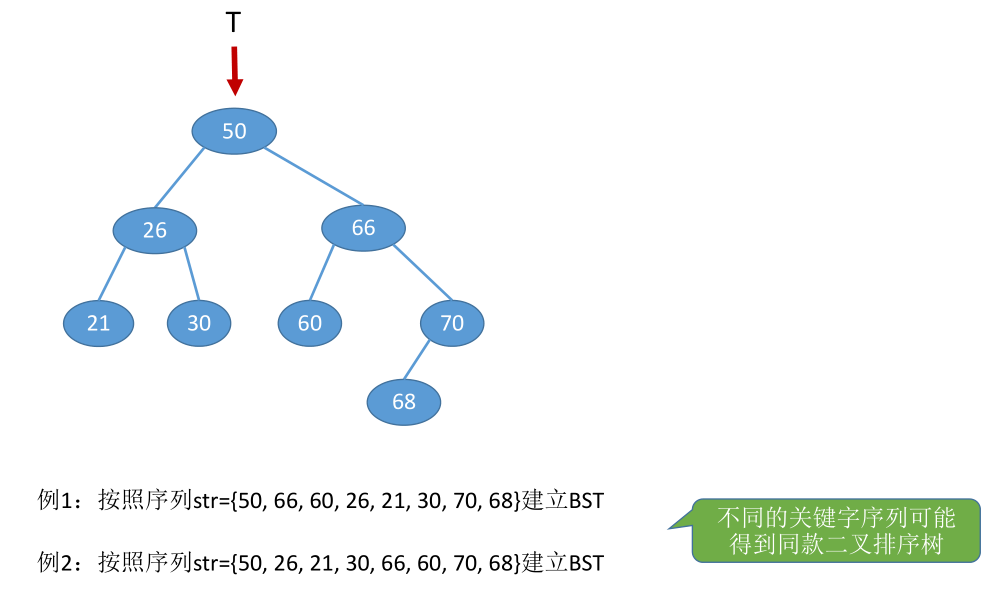 T
50
26
66
21
30
60
70
68
例1：按照序列str={50, 66, 60, 26, 21, 30, 70, 68}建立BST
不同的关键字序列可能
得到同款二叉排序树
例2：按照序列str={50, 26, 21, 30, 66, 60, 70, 68}建立BST